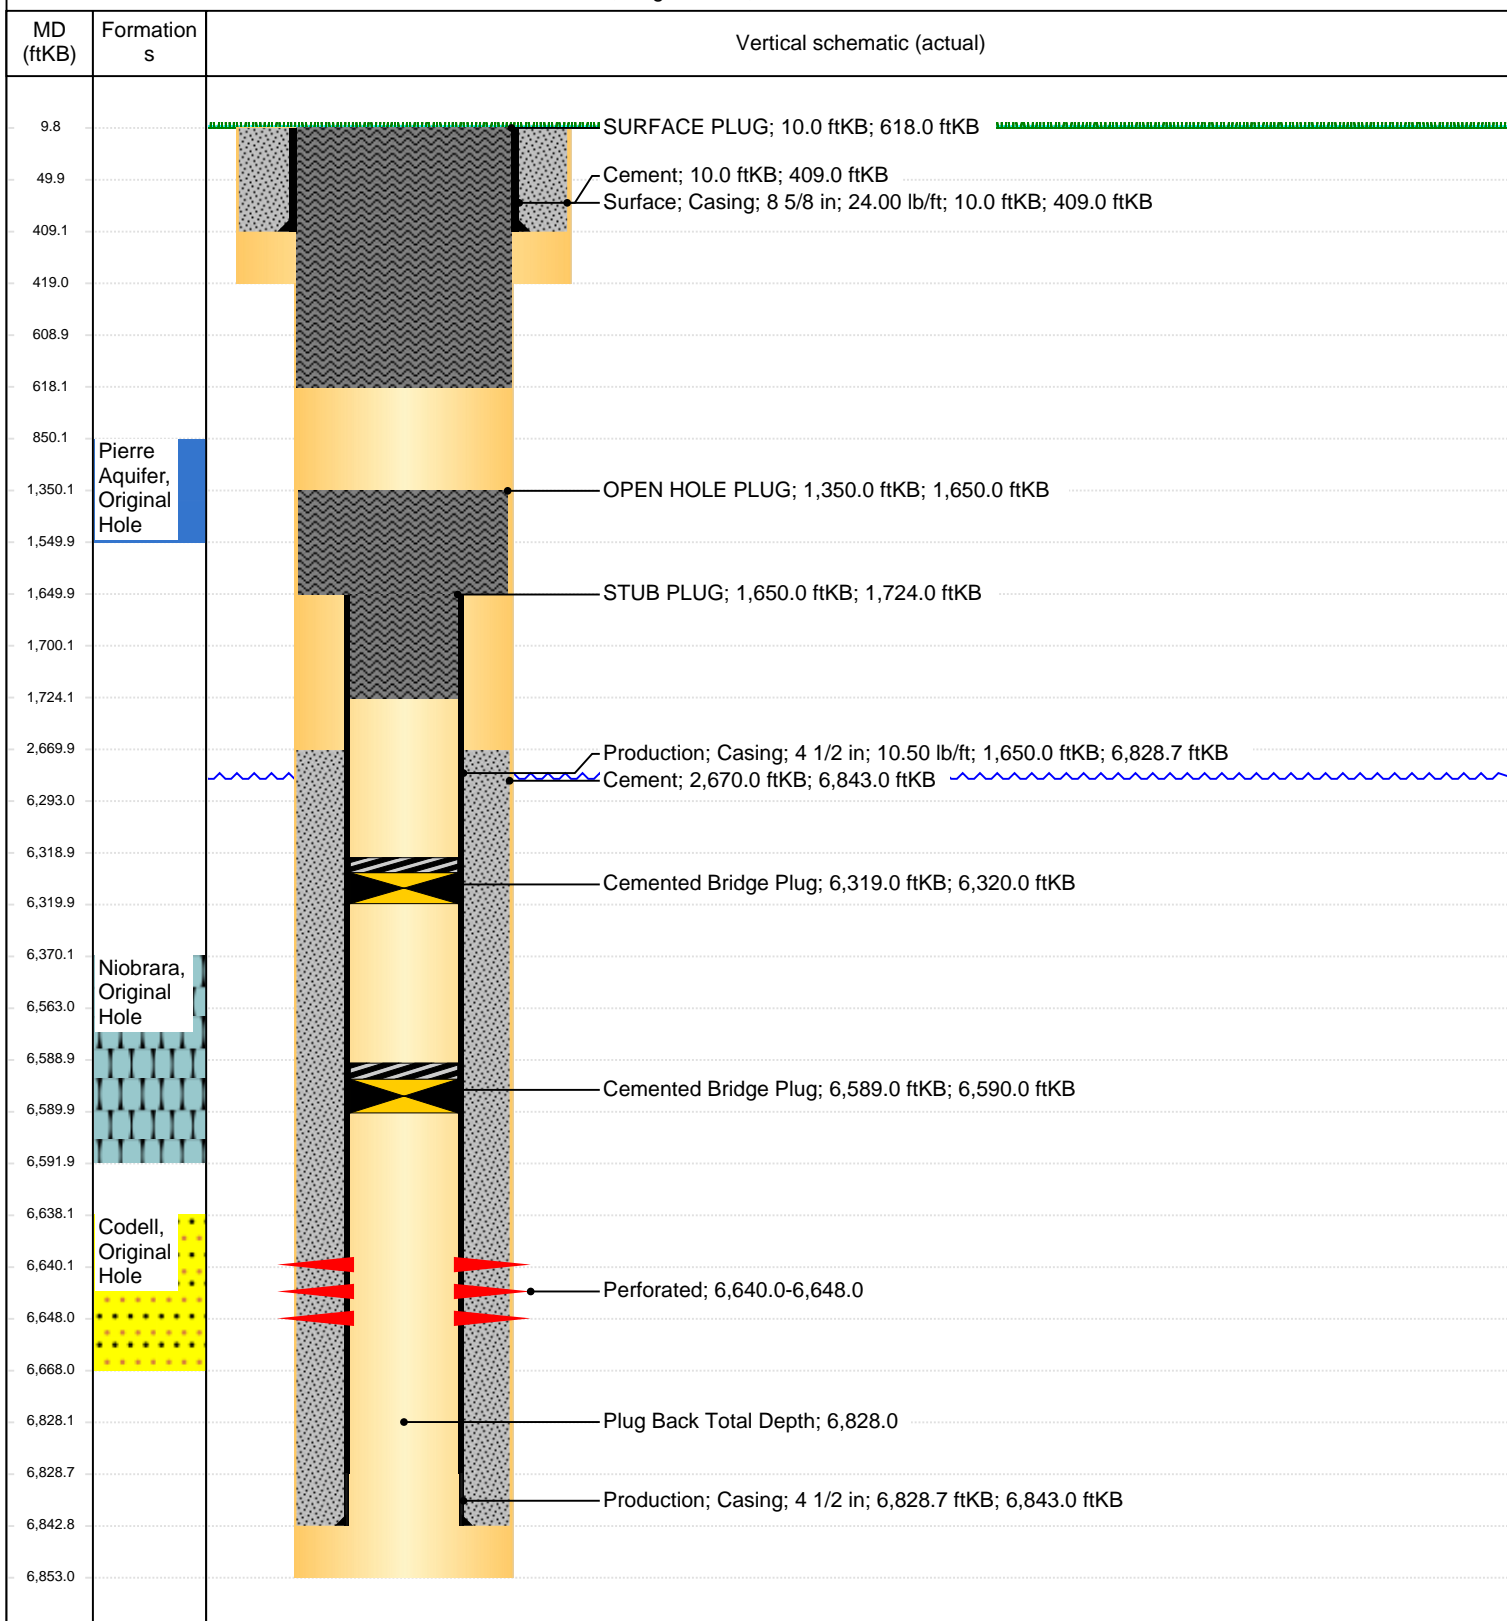 MD
(ftKB)
Formation
s
Vertical schematic (actual)
9.8
SURFACE PLUG; 10.0 ftKB; 618.0 ftKB
Cement; 10.0 ftKB; 409.0 ftKB
49.9
Surface; Casing; 8 5/8 in; 24.00 lb/ft; 10.0 ftKB; 409.0 ftKB
409.1
419.0
608.9
618.1
850.1
Pierre
Aquifer,
Original
Hole
1,350.1
OPEN HOLE PLUG; 1,350.0 ftKB; 1,650.0 ftKB
1,549.9
1,649.9
STUB PLUG; 1,650.0 ftKB; 1,724.0 ftKB
1,700.1
1,724.1
2,669.9
Production; Casing; 4 1/2 in; 10.50 lb/ft; 1,650.0 ftKB; 6,828.7 ftKB
Cement; 2,670.0 ftKB; 6,843.0 ftKB
6,293.0
6,318.9
Cemented Bridge Plug; 6,319.0 ftKB; 6,320.0 ftKB
6,319.9
6,370.1
Niobrara,
Original
Hole
6,563.0
6,588.9
Cemented Bridge Plug; 6,589.0 ftKB; 6,590.0 ftKB
6,589.9
6,591.9
6,638.1
Codell,
Original
Hole
6,640.1
Perforated; 6,640.0-6,648.0
6,648.0
6,668.0
6,828.1
Plug Back Total Depth; 6,828.0
6,828.7
Production; Casing; 4 1/2 in; 6,828.7 ftKB; 6,843.0 ftKB
6,842.8
6,853.0